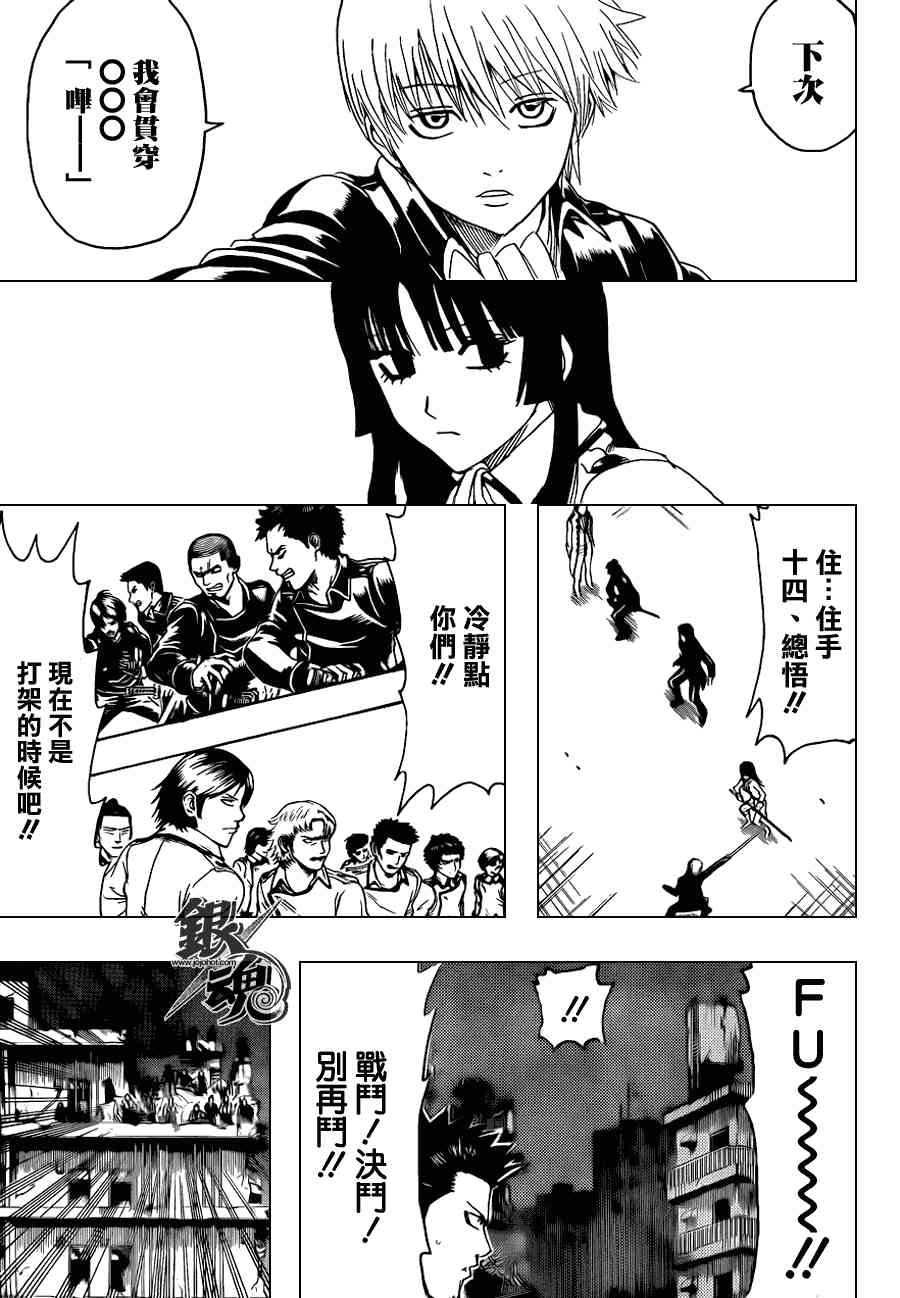 下次
我會貫穿
○○○
「嗶——」
住…住手
十四、總悟!!
冷靜點
你們!!
現在不是
打架的時候吧!!
FU〜〜〜〜!!
!!
戰鬥！決鬥！
別再鬥!!
銀魂
www.jojohot.com